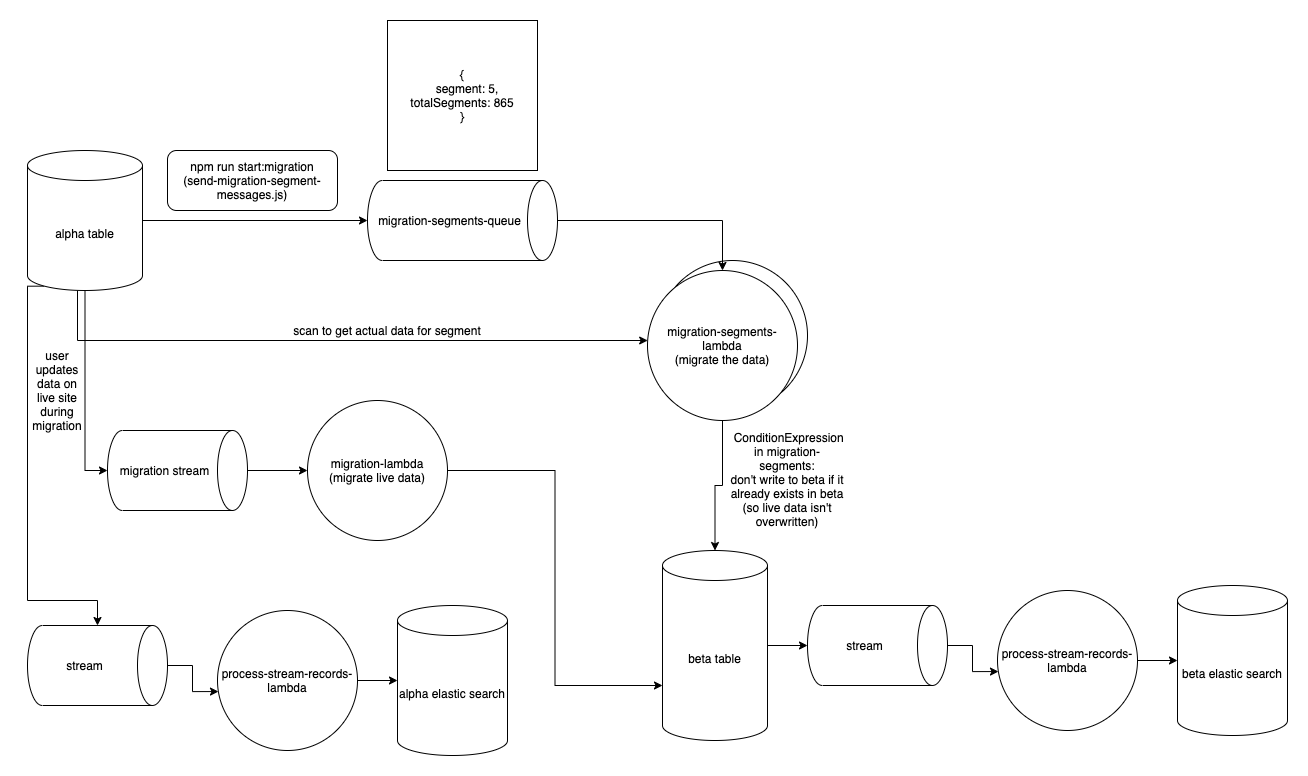 {
segment: 5,
totalSegments: 865
}
npm run start:migration
(send-migration-segment-
messages.js)
alpha table
migration-segments-queue
scan to get actual data for segment
migration-segments-
lambda
(migrate the data)
user
updates
data on
live site
during
migration
migration stream
migration-lambda
(migrate live data)
ConditionExpression
in migration-
segments:
don't write to beta if it
already exists in beta
(so live data isn't
overwritten)
stream
process-stream-records-
lambda
alpha elastic search
beta table
stream
process-stream-records-
lambda
beta elastic search